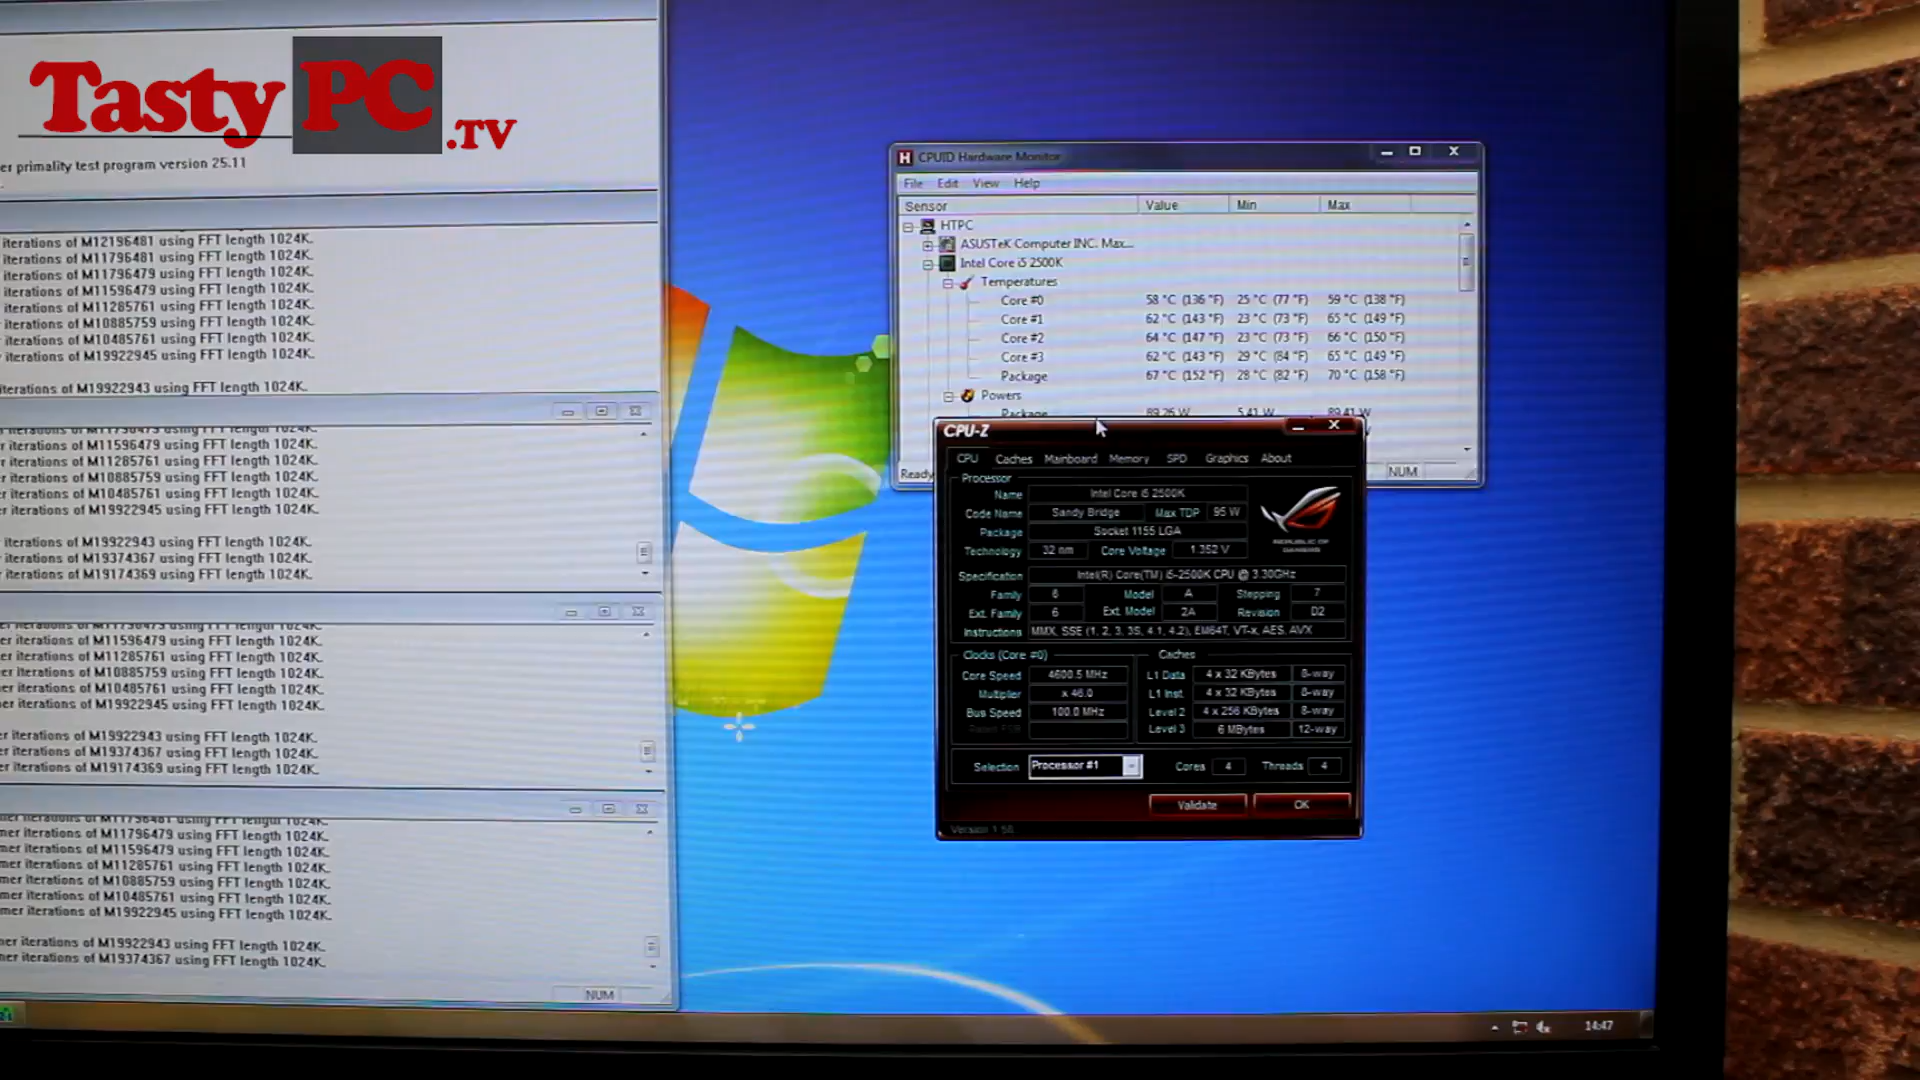 Tasty PC .TV
er primality test program version 25.11
iterations of M12196481 using FFT length 1024K.
iterations of M11796481 using FFT length 1024K.
iterations of M11796479 using FFT length 1024K.
iterations of M11596479 using FFT length 1024K.
iterations of M11285761 using FFT length 1024K.
iterations of M10885759 using FFT length 1024K.
iterations of M10485761 using FFT length 1024K.
iterations of M19922945 using FFT length 1024K.
iterations of M19922943 using FFT length 1024K.
er iterations of M11596479 using FFT length 1024K.
r iterations of M11285761 using FFT length 1024K.
r iterations of M10885759 using FFT length 1024K.
r iterations of M10485761 using FFT length 1024K.
r iterations of M19922945 using FFT length 1024K.
r iterations of M19922943 using FFT length 1024K.
r iterations of M19374367 using FFT length 1024K.
r iterations of M19174369 using FFT length 1024K.
er iterations of M11596479 using FFT length 1024K.
er iterations of M11285761 using FFT length 1024K.
er iterations of M10885759 using FFT length 1024K.
er iterations of M10485761 using FFT length 1024K.
er iterations of M19922945 using FFT length 1024K.
er iterations of M19922943 using FFT length 1024K.
er iterations of M19374367 using FFT length 1024K.
er iterations of M19174369 using FFT length 1024K.
mer iterations of M11796479 using FFT length 1024K.
mer iterations of M11596479 using FFT length 1024K.
mer iterations of M11285761 using FFT length 1024K.
mer iterations of M10885759 using FFT length 1024K.
mer iterations of M10485761 using FFT length 1024K.
mer iterations of M19922945 using FFT length 1024K.
mer iterations of M19922943 using FFT length 1024K.
mer iterations of M19374367 using FFT length 1024K.
NUM
CPUID Hardware Monitor
File Edit View Help
Sensor Value Min Max
HTPC
ASUSTeK Computer INC. Max...
Intel Core i5 2500K
Temperatures
Core #0 58 °C (136 °F) 25 °C (77 °F) 59 °C (138 °F)
Core #1 62 °C (143 °F) 23 °C (73 °F) 65 °C (149 °F)
Core #2 64 °C (147 °F) 23 °C (73 °F) 66 °C (150 °F)
Core #3 62 °C (143 °F) 29 °C (84 °F) 65 °C (149 °F)
Package 67 °C (152 °F) 28 °C (82 °F) 70 °C (158 °F)
Powers
Package 89.26 W 5.41 W 89.41 W
Ready NUM
CPU-Z
CPU Caches Mainboard Memory SPD Graphics About
Processor
Name Intel Core i5 2500K
Code Name Sandy Bridge Max TDP 95 W
Package Socket 1155 LGA
Technology 32 nm Core Voltage 1.352 V
REPUBLIC OF
GAMERS
Specification Intel(R) Core(TM) i5-2500K CPU @ 3.30GHz
Family 6 Model A Stepping 7
Ext. Family 6 Ext. Model 2A Revision D2
Instructions MMX, SSE (1, 2, 3, 3S, 4.1, 4.2), EM64T, VT-x, AES, AVX
Clocks (Core #0) Caches
Core Speed 4600.5 MHz L1 Data 4 x 32 KBytes 8-way
Multiplier x 46.0 L1 Inst. 4 x 32 KBytes 8-way
Bus Speed 100.0 MHz Level 2 4 x 256 KBytes 8-way
Rated FSB Level 3 6 MBytes 12-way
Selection Processor #1 Cores 4 Threads 4
Validate OK
Version 1.58
14:47